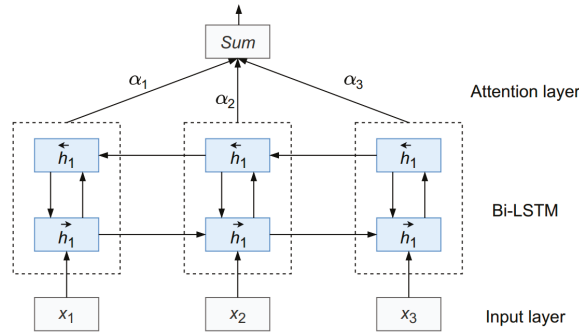 Sum
α₁ α₂ α₃
Attention layer
←h₁ ←h₁ ←h₁
Bi-LSTM
→h₁ →h₁ →h₁
x₁ x₂ x₃
Input layer